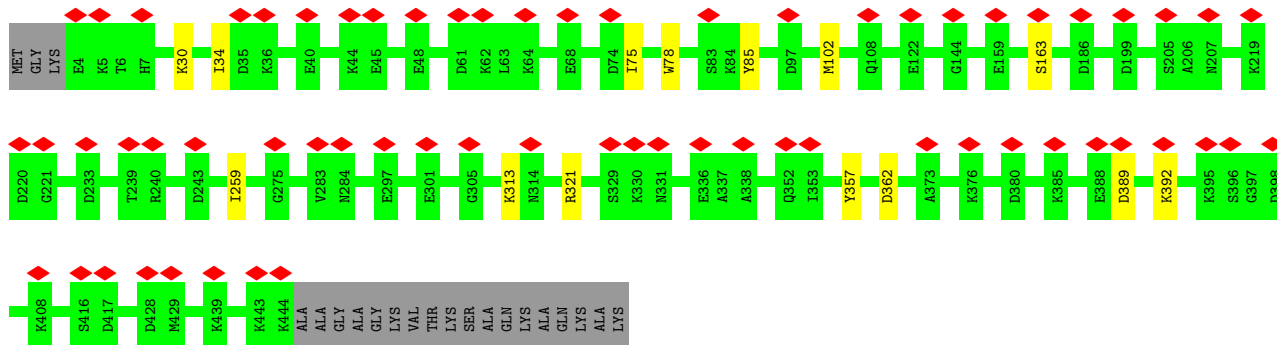 MET GLY LYS E4 K5 T6 H7 K30 I34 D35 K36 E40 K44 E45 E48 D61 K62 L63 K64 E68 D74 I75 W78 S83 K84 Y85 D97 M102 Q108 E122 G144 E159 S163 D186 D199 S205 A206 N207 K219
D220 G221 D233 T239 R240 D243 I259 G275 V283 N284 E297 E301 G305 K313 N314 R321 S329 K330 N331 E336 A337 A338 Q352 I353 Y357 D362 A373 K376 D380 K385 E388 D389 K392 K395 S396 G397 D398
K408 S416 D417 D428 M429 K439 K443 K444 ALA ALA GLY ALA GLY LYS VAL THR LYS SER ALA GLN LYS ALA GLN LYS ALA LYS